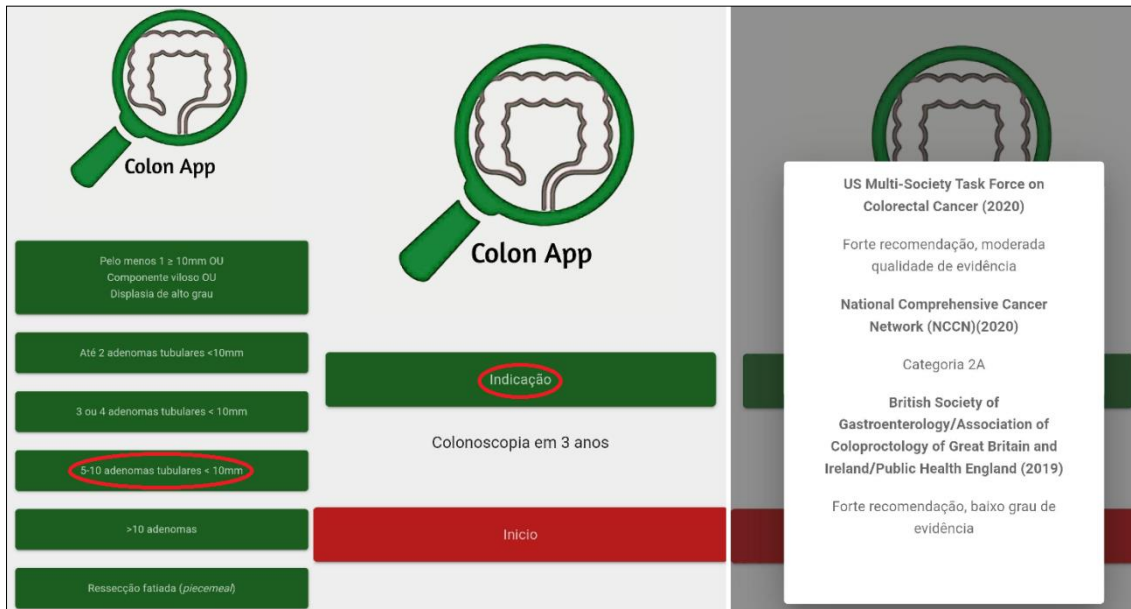 Colon App
Pelo menos 1 ≥ 10mm OU
Componente viloso OU
Displasia de alto grau
Até 2 adenomas tubulares <10mm
3 ou 4 adenomas tubulares < 10mm
5-10 adenomas tubulares < 10mm
>10 adenomas
Ressecção fatiada (piecemeal)
Colon App
Indicação
Colonoscopia em 3 anos
Inicio
US Multi-Society Task Force on
Colorectal Cancer (2020)
Forte recomendação, moderada
qualidade de evidência
National Comprehensive Cancer
Network (NCCN)(2020)
Categoria 2A
British Society of
Gastroenterology/Association of
Coloproctology of Great Britain and
Ireland/Public Health England (2019)
Forte recomendação, baixo grau de
evidência